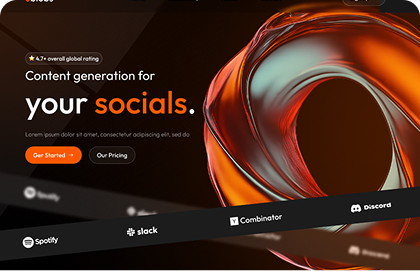 4.7+ overall global rating
Content generation for
your socials.
Lorem ipsum dolor sit amet, consectetur adipiscing elit, sed do
Get Started → Our Pricing
Spotify slack Y Combinator Discord